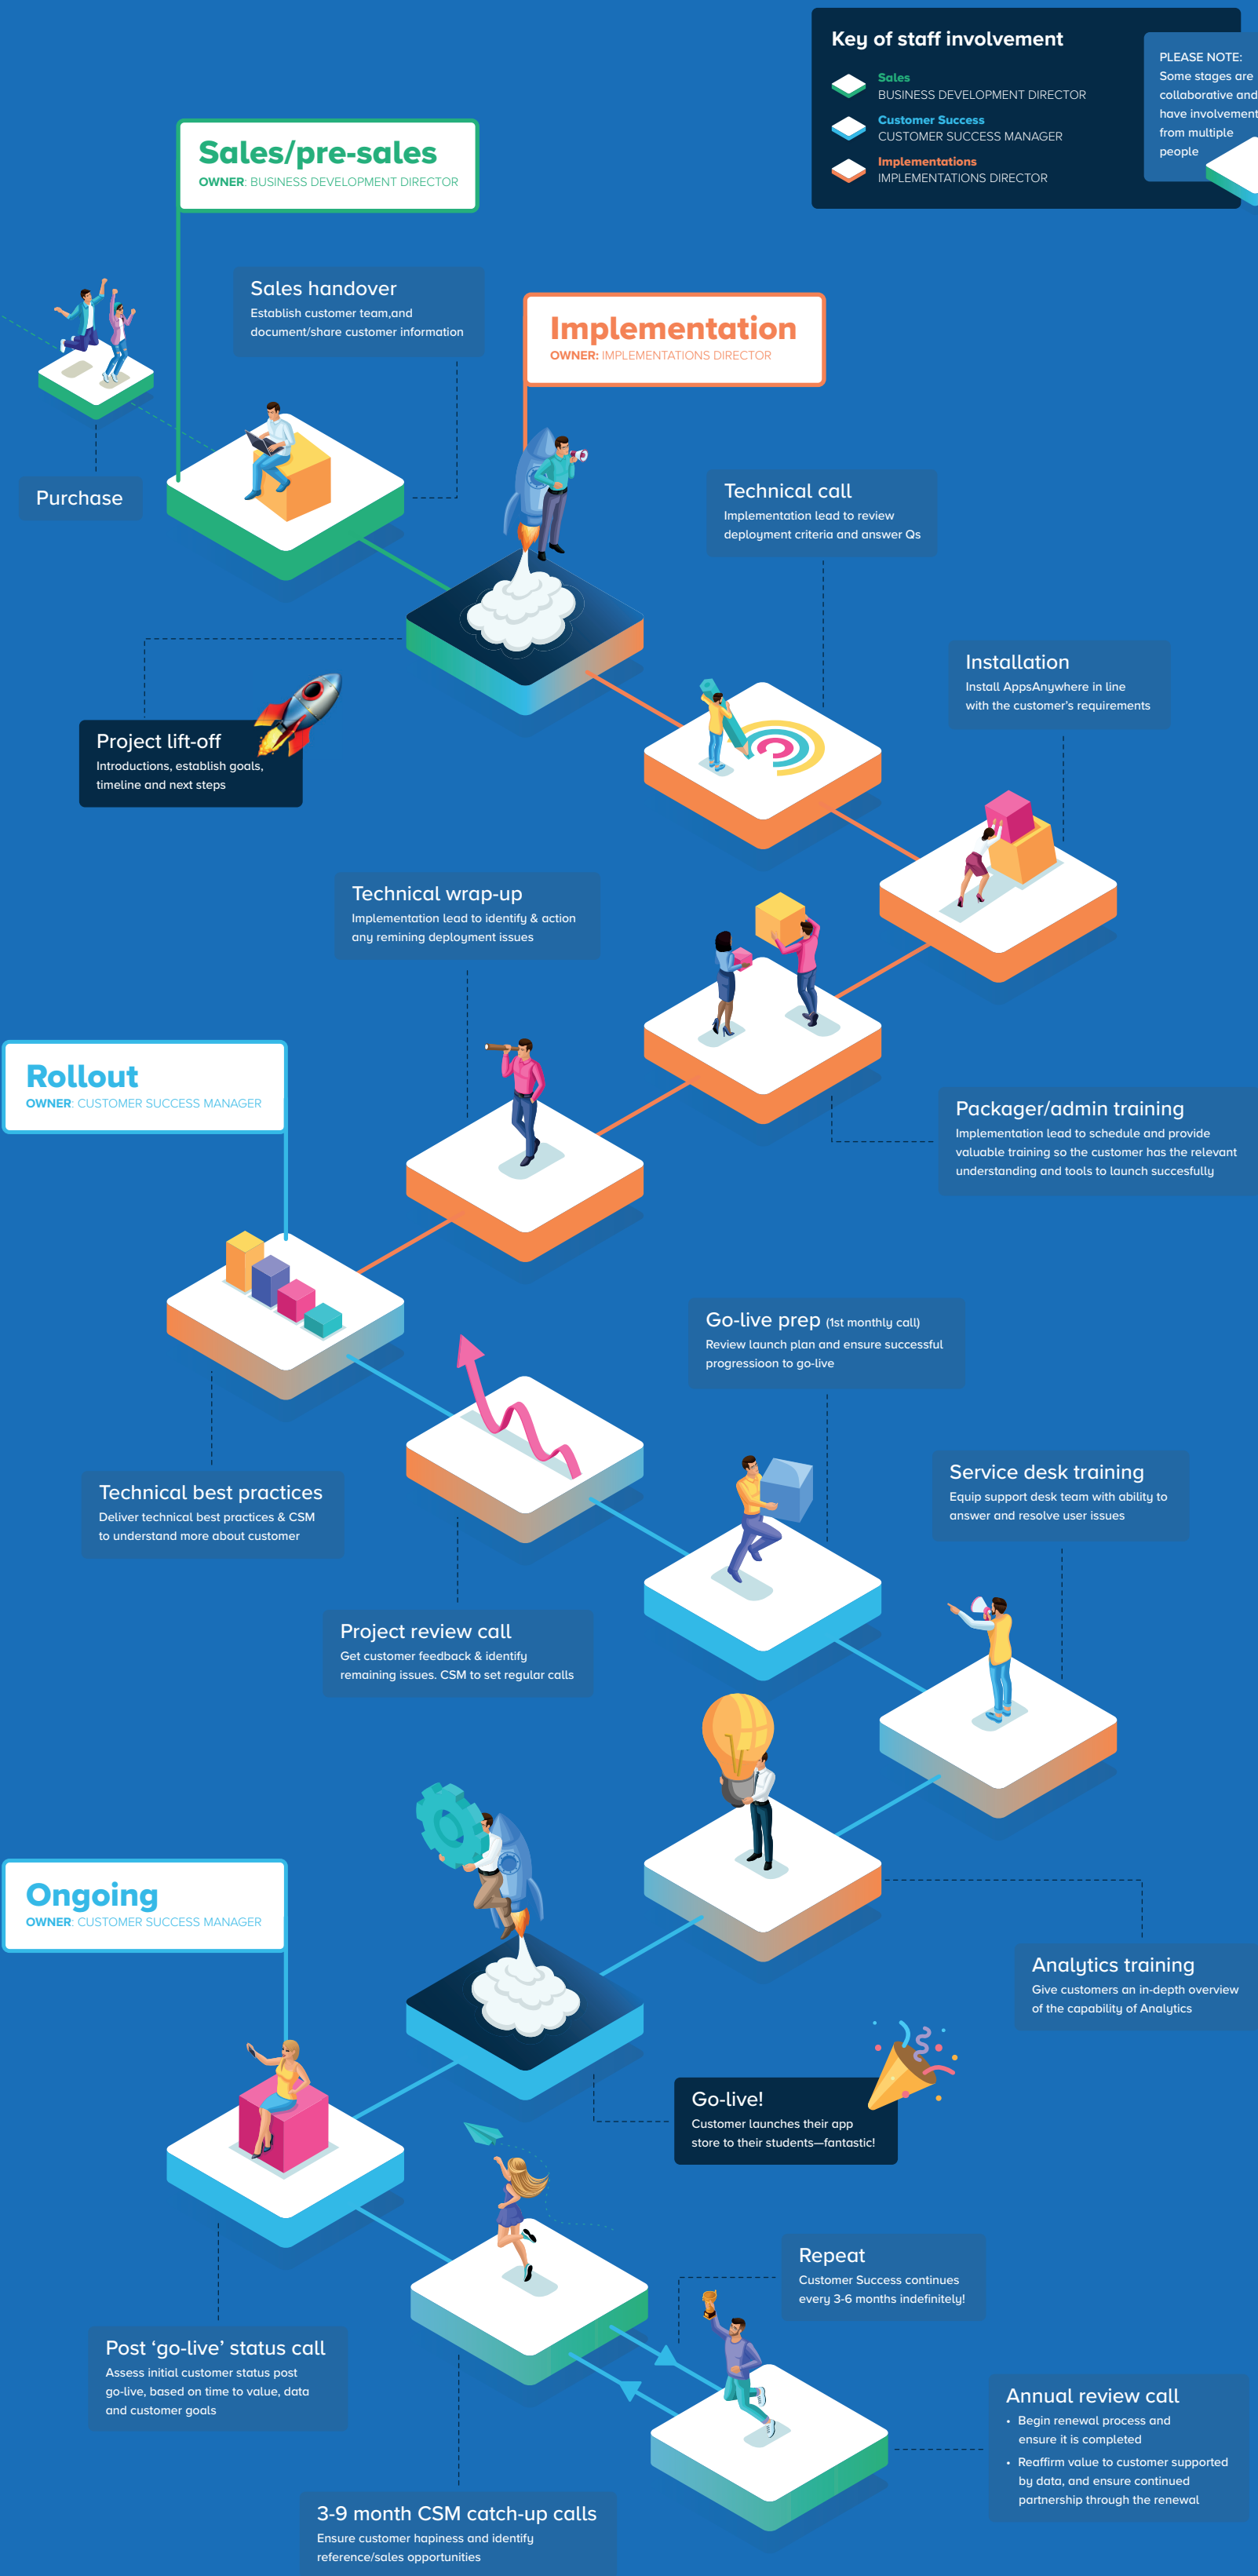 Key of staff involvement
Sales
BUSINESS DEVELOPMENT DIRECTOR
Customer Success
CUSTOMER SUCCESS MANAGER
Implementations
IMPLEMENTATIONS DIRECTOR
PLEASE NOTE:
Some stages are
collaborative and
have involvement
from multiple
people
Sales/pre-sales
OWNER: BUSINESS DEVELOPMENT DIRECTOR
Sales handover
Establish customer team,and
document/share customer information
Implementation
OWNER: IMPLEMENTATIONS DIRECTOR
Purchase
Technical call
Implementation lead to review
deployment criteria and answer Qs
Installation
Install AppsAnywhere in line
with the customer's requirements
Project lift-off
Introductions, establish goals,
timeline and next steps
Technical wrap-up
Implementation lead to identify & action
any remining deployment issues
Rollout
OWNER: CUSTOMER SUCCESS MANAGER
Packager/admin training
Implementation lead to schedule and provide
valuable training so the customer has the relevant
understanding and tools to launch succesfully
Go-live prep (1st monthly call)
Review launch plan and ensure successful
progressioon to go-live
Technical best practices
Deliver technical best practices & CSM
to understand more about customer
Service desk training
Equip support desk team with ability to
answer and resolve user issues
Project review call
Get customer feedback & identify
remaining issues. CSM to set regular calls
Ongoing
OWNER: CUSTOMER SUCCESS MANAGER
Analytics training
Give customers an in-depth overview
of the capability of Analytics
Go-live!
Customer launches their app
store to their students—fantastic!
Repeat
Customer Success continues
every 3-6 months indefinitely!
Post ‘go-live’ status call
Assess initial customer status post
go-live, based on time to value, data
and customer goals
Annual review call
• Begin renewal process and
ensure it is completed
• Reaffirm value to customer supported
by data, and ensure continued
partnership through the renewal
3-9 month CSM catch-up calls
Ensure customer hapiness and identify
reference/sales opportunities